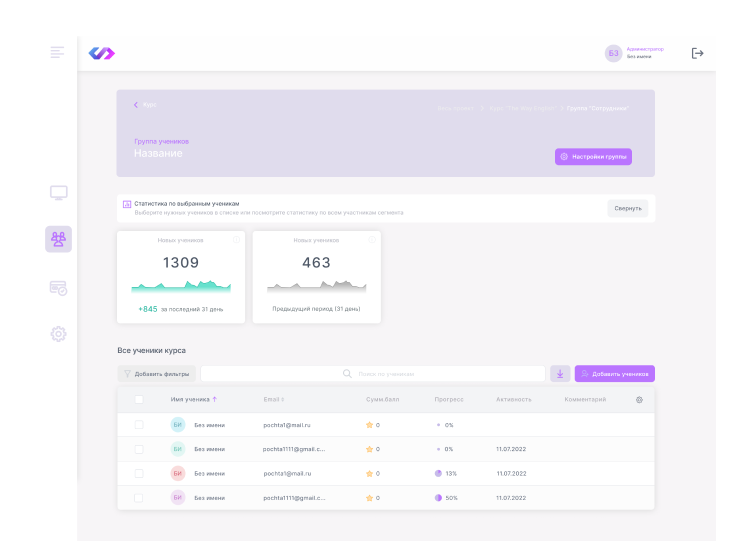 БЗ
Администратор
Без имени
Курс
Группа "Сотрудники"
Группа учеников
Название
Настройки группы
Статистика по выбранным ученикам
Выберите нужных учеников в списке или посмотрите статистику по всем участникам сегмента
Свернуть
Новых учеников
1309
+845 за последний 31 день
Новых учеников
463
Предыдущий период (31 день)
Все ученики курса
Добавить фильтры
Поиск по ученикам
Добавить учеников
Имя ученика ↑ Email Сумм.балл Прогресс Активность Комментарий
БИ Без имени pochta1@mail.ru 0 0%
БИ Без имени pochta1111@gmail.c... 0 0% 11.07.2022
БИ Без имени pochta1@mail.ru 0 13% 11.07.2022
БИ Без имени pochta1111@gmail.c... 0 50% 11.07.2022